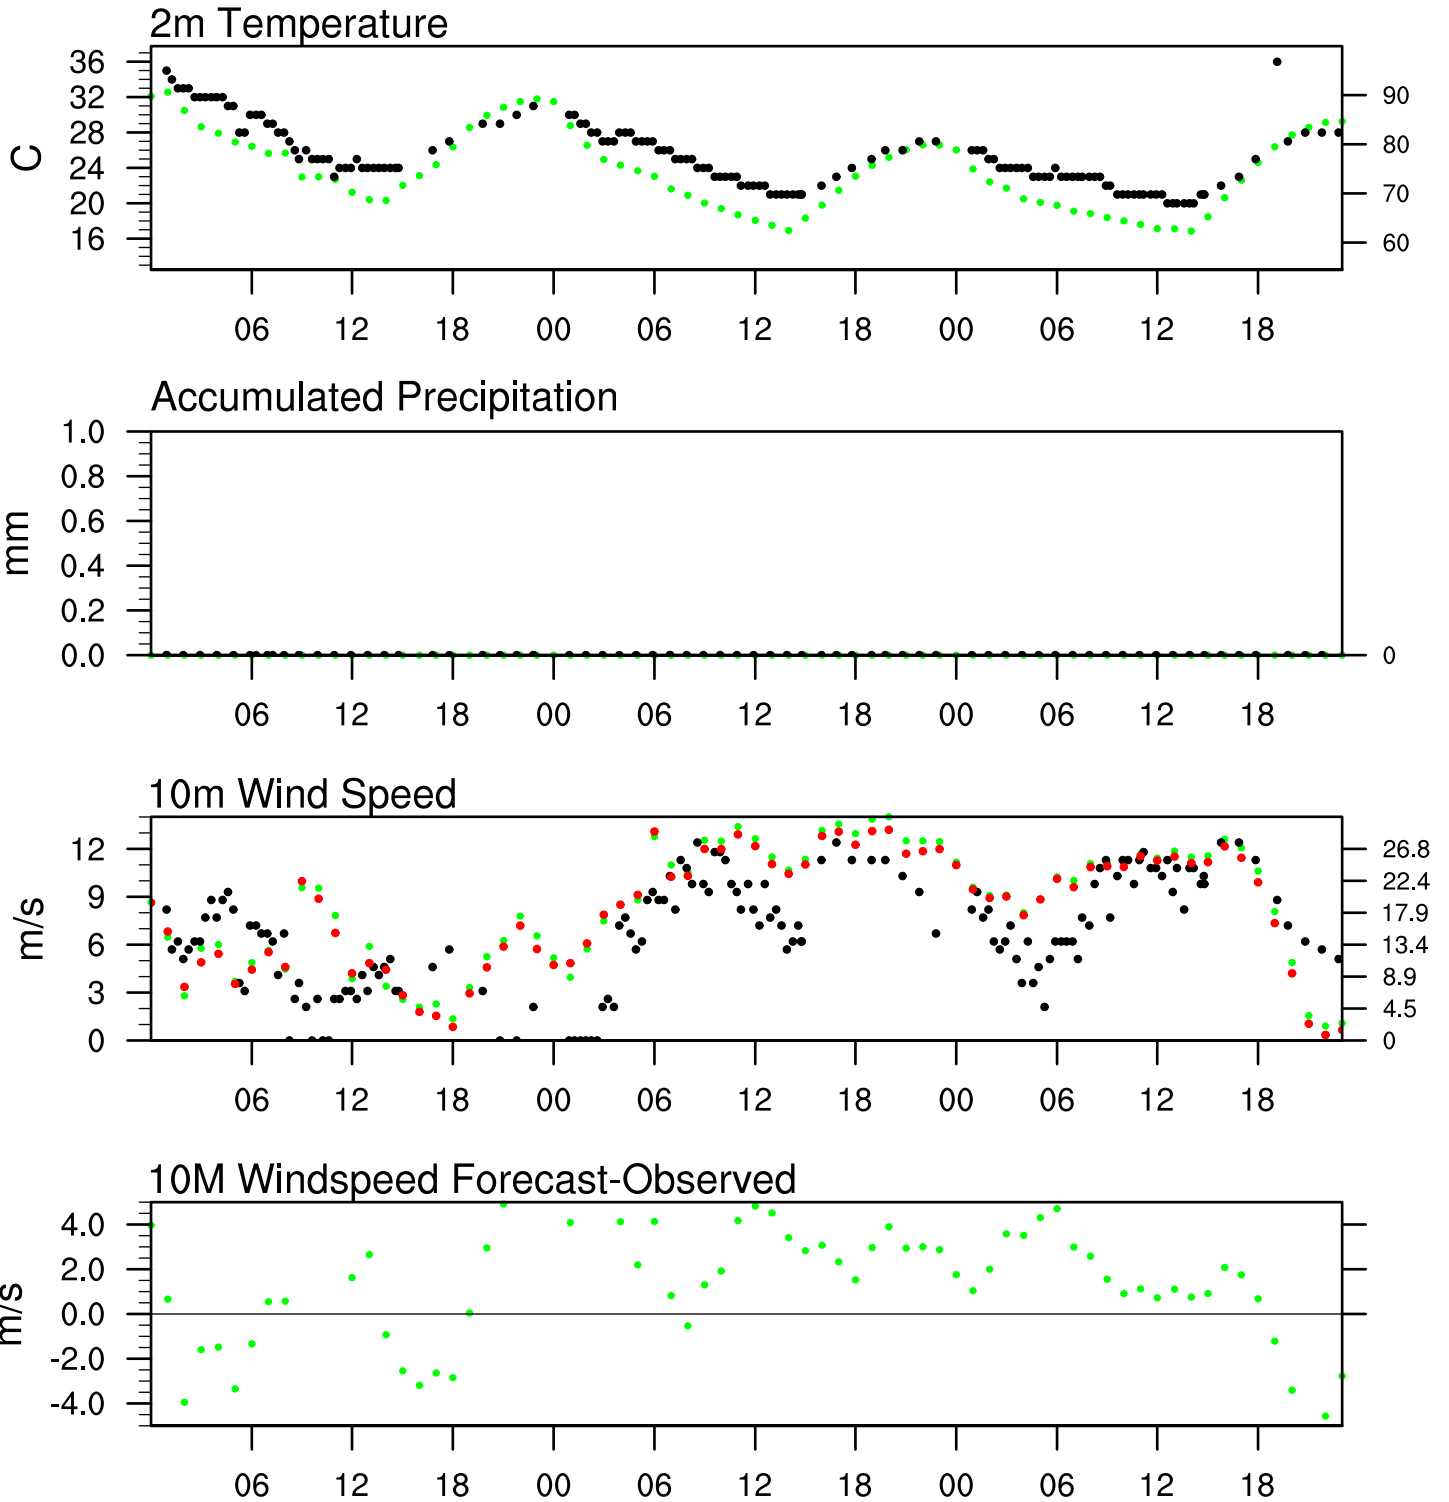 2m Temperature
C
36
32
28
24
20
16
90
80
70
60
06 12 18 00 06 12 18 00 06 12 18
Accumulated Precipitation
mm
1.0
0.8
0.6
0.4
0.2
0.0
0
06 12 18 00 06 12 18 00 06 12 18
10m Wind Speed
m/s
12
9
6
3
0
26.8
22.4
17.9
13.4
8.9
4.5
0
06 12 18 00 06 12 18 00 06 12 18
10M Windspeed Forecast-Observed
m/s
4.0
2.0
0.0
-2.0
-4.0
06 12 18 00 06 12 18 00 06 12 18